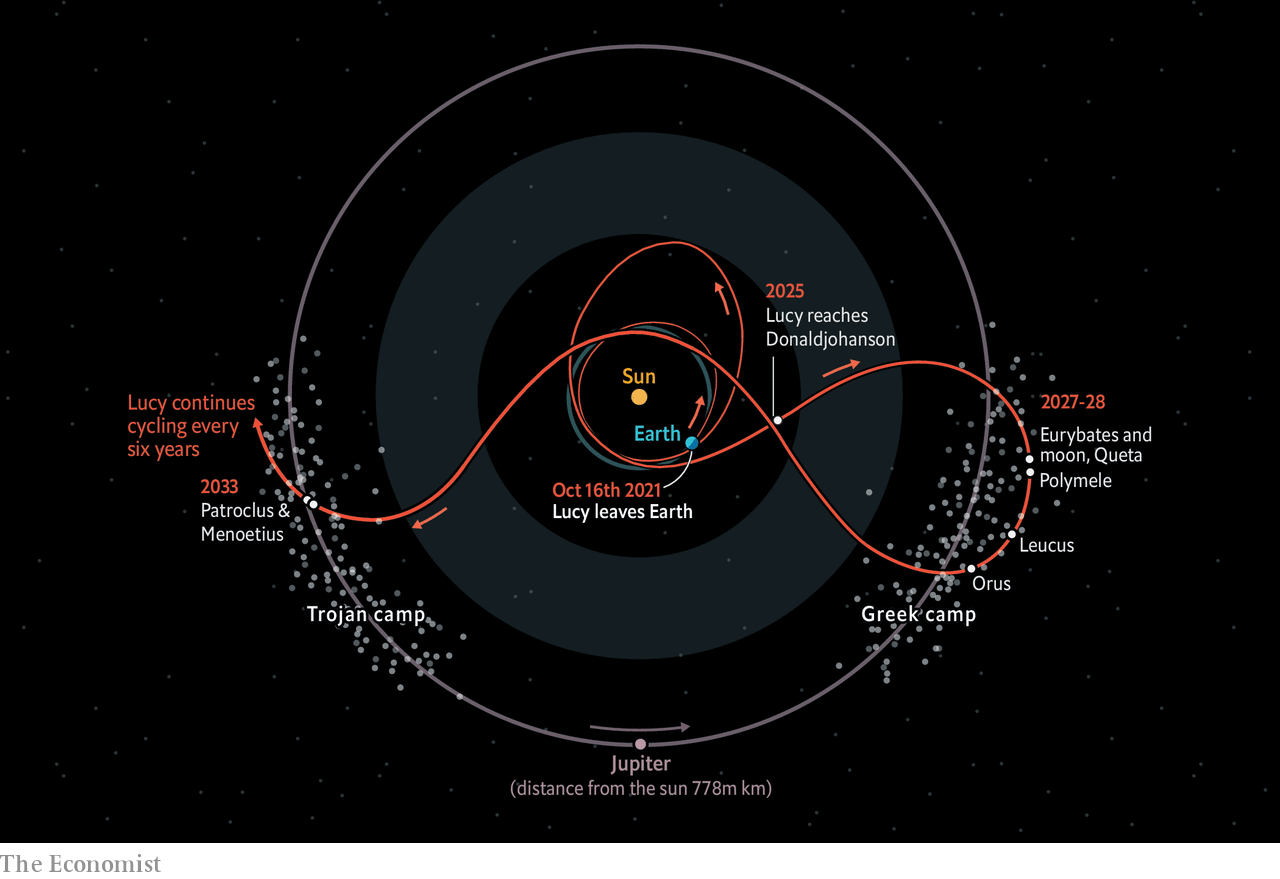 2025
Lucy reaches
Donaldjohanson
Sun
Earth
Oct 16th 2021
Lucy leaves Earth
2027-28
Eurybates and
moon, Queta
Polymele
Leucus
Orus
Greek camp
Lucy continues
cycling every
six years
2033
Patroclus &
Menoetius
Trojan camp
Jupiter
(distance from the sun 778m km)
The Economist